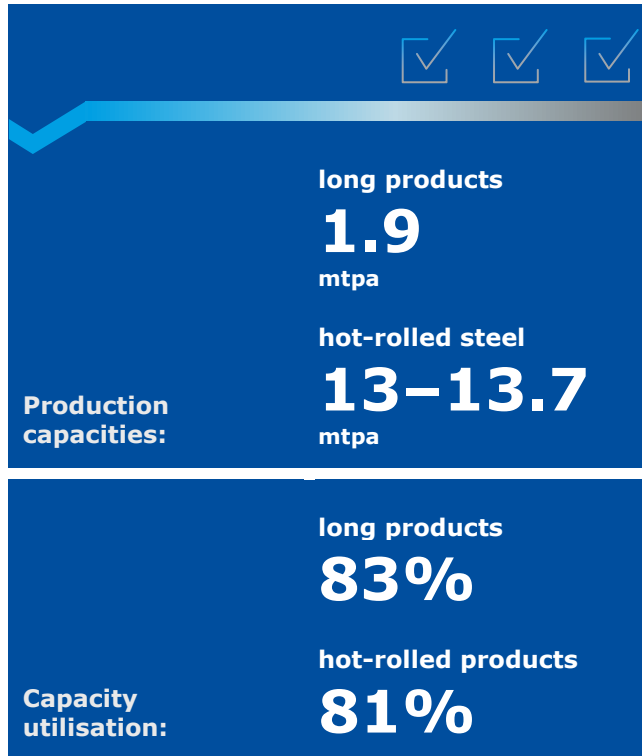 long products
1.9
mtpa
hot-rolled steel
13–13.7
mtpa
Production
capacities:
long products
83%
hot-rolled products
81%
Capacity
utilisation: